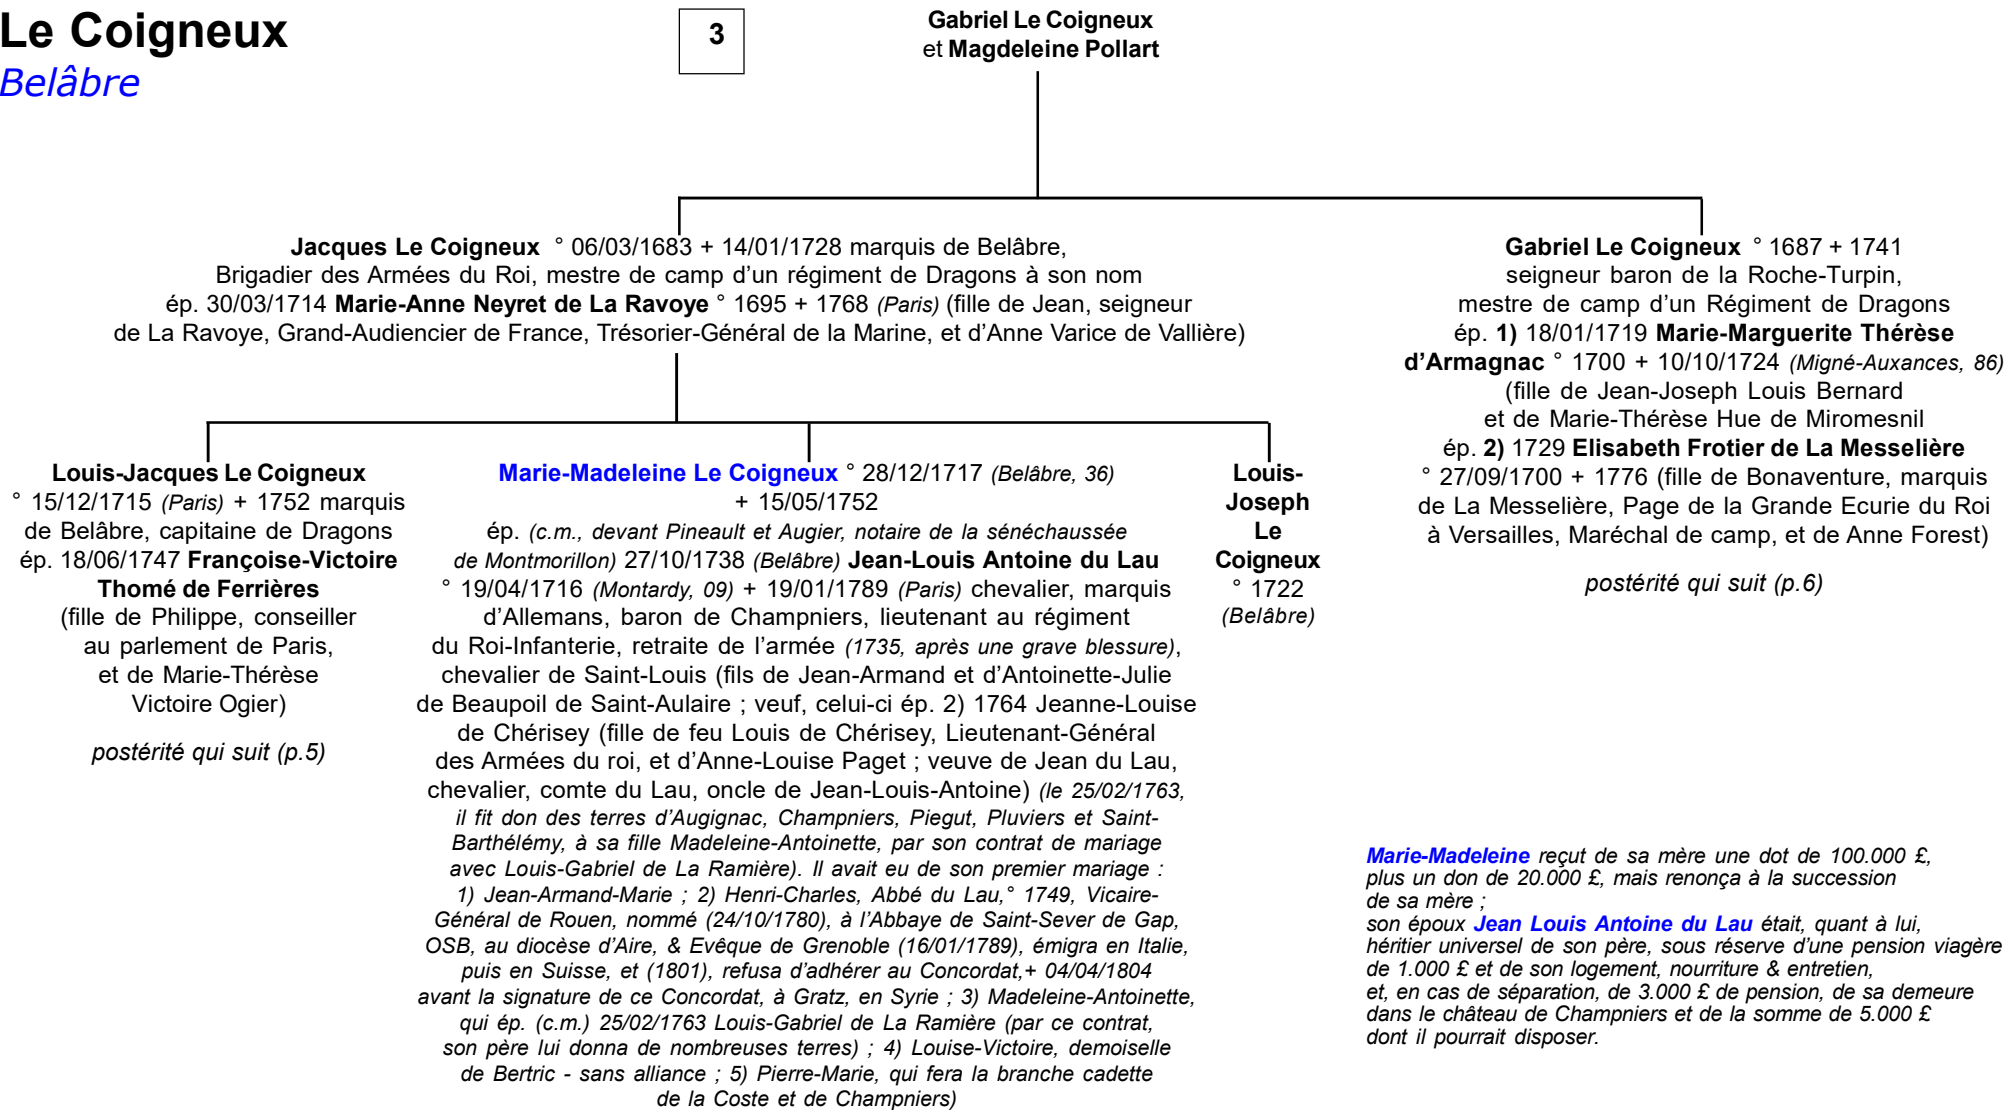 Le Coigneux
Belâbre
3
Gabriel Le Coigneux
et Magdeleine Pollart
Jacques Le Coigneux ° 06/03/1683 + 14/01/1728 marquis de Belâbre,
Brigadier des Armées du Roi, mestre de camp d’un régiment de Dragons à son nom
ép. 30/03/1714 Marie-Anne Neyret de La Ravoye ° 1695 + 1768 (Paris) (fille de Jean, seigneur
de La Ravoye, Grand-Audiencier de France, Trésorier-Général de la Marine, et d’Anne Varice de Vallière)
Gabriel Le Coigneux ° 1687 + 1741
seigneur baron de la Roche-Turpin,
mestre de camp d’un Régiment de Dragons
ép. 1) 18/01/1719 Marie-Marguerite Thérèse
d’Armagnac ° 1700 + 10/10/1724 (Migné-Auxances, 86)
(fille de Jean-Joseph Louis Bernard
et de Marie-Thérèse Hue de Miromesnil
ép. 2) 1729 Elisabeth Frotier de La Messelière
° 27/09/1700 + 1776 (fille de Bonaventure, marquis
de La Messelière, Page de la Grande Ecurie du Roi
à Versailles, Maréchal de camp, et de Anne Forest)
postérité qui suit (p.6)
Louis-Jacques Le Coigneux
° 15/12/1715 (Paris) + 1752 marquis
de Belâbre, capitaine de Dragons
ép. 18/06/1747 Françoise-Victoire
Thomé de Ferrières
(fille de Philippe, conseiller
au parlement de Paris,
et de Marie-Thérèse
Victoire Ogier)
postérité qui suit (p.5)
Marie-Madeleine Le Coigneux ° 28/12/1717 (Belâbre, 36)
+ 15/05/1752
ép. (c.m., devant Pineault et Augier, notaire de la sénéchaussée
de Montmorillon) 27/10/1738 (Belâbre) Jean-Louis Antoine du Lau
° 19/04/1716 (Montardy, 09) + 19/01/1789 (Paris) chevalier, marquis
d’Allemans, baron de Champniers, lieutenant au régiment
du Roi-Infanterie, retraite de l’armée (1735, après une grave blessure),
chevalier de Saint-Louis (fils de Jean-Armand et d’Antoinette-Julie
de Beaupoil de Saint-Aulaire ; veuf, celui-ci ép. 2) 1764 Jeanne-Louise
de Chérisey (fille de feu Louis de Chérisey, Lieutenant-Général
des Armées du roi, et d’Anne-Louise Paget ; veuve de Jean du Lau,
chevalier, comte du Lau, oncle de Jean-Louis-Antoine) (le 25/02/1763,
il fit don des terres d’Augignac, Champniers, Piegut, Pluviers et Saint-
Barthélémy, à sa fille Madeleine-Antoinette, par son contrat de mariage
avec Louis-Gabriel de La Ramière). Il avait eu de son premier mariage :
1) Jean-Armand-Marie ; 2) Henri-Charles, Abbé du Lau,° 1749, Vicaire-
Général de Rouen, nommé (24/10/1780), à l’Abbaye de Saint-Sever de Gap,
OSB, au diocèse d’Aire, & Evêque de Grenoble (16/01/1789), émigra en Italie,
puis en Suisse, et (1801), refusa d’adhérer au Concordat,+ 04/04/1804
avant la signature de ce Concordat, à Gratz, en Syrie ; 3) Madeleine-Antoinette,
qui ép. (c.m.) 25/02/1763 Louis-Gabriel de La Ramière (par ce contrat,
son père lui donna de nombreuses terres) ; 4) Louise-Victoire, demoiselle
de Bertric - sans alliance ; 5) Pierre-Marie, qui fera la branche cadette
de la Coste et de Champniers)
Louis-
Joseph
Le
Coigneux
° 1722
(Belâbre)
Marie-Madeleine reçut de sa mère une dot de 100.000 £,
plus un don de 20.000 £, mais renonça à la succession
de sa mère ;
son époux Jean Louis Antoine du Lau était, quant à lui,
héritier universel de son père, sous réserve d’une pension viagère
de 1.000 £ et de son logement, nourriture & entretien,
et, en cas de séparation, de 3.000 £ de pension, de sa demeure
dans le château de Champniers et de la somme de 5.000 £
dont il pourrait disposer.